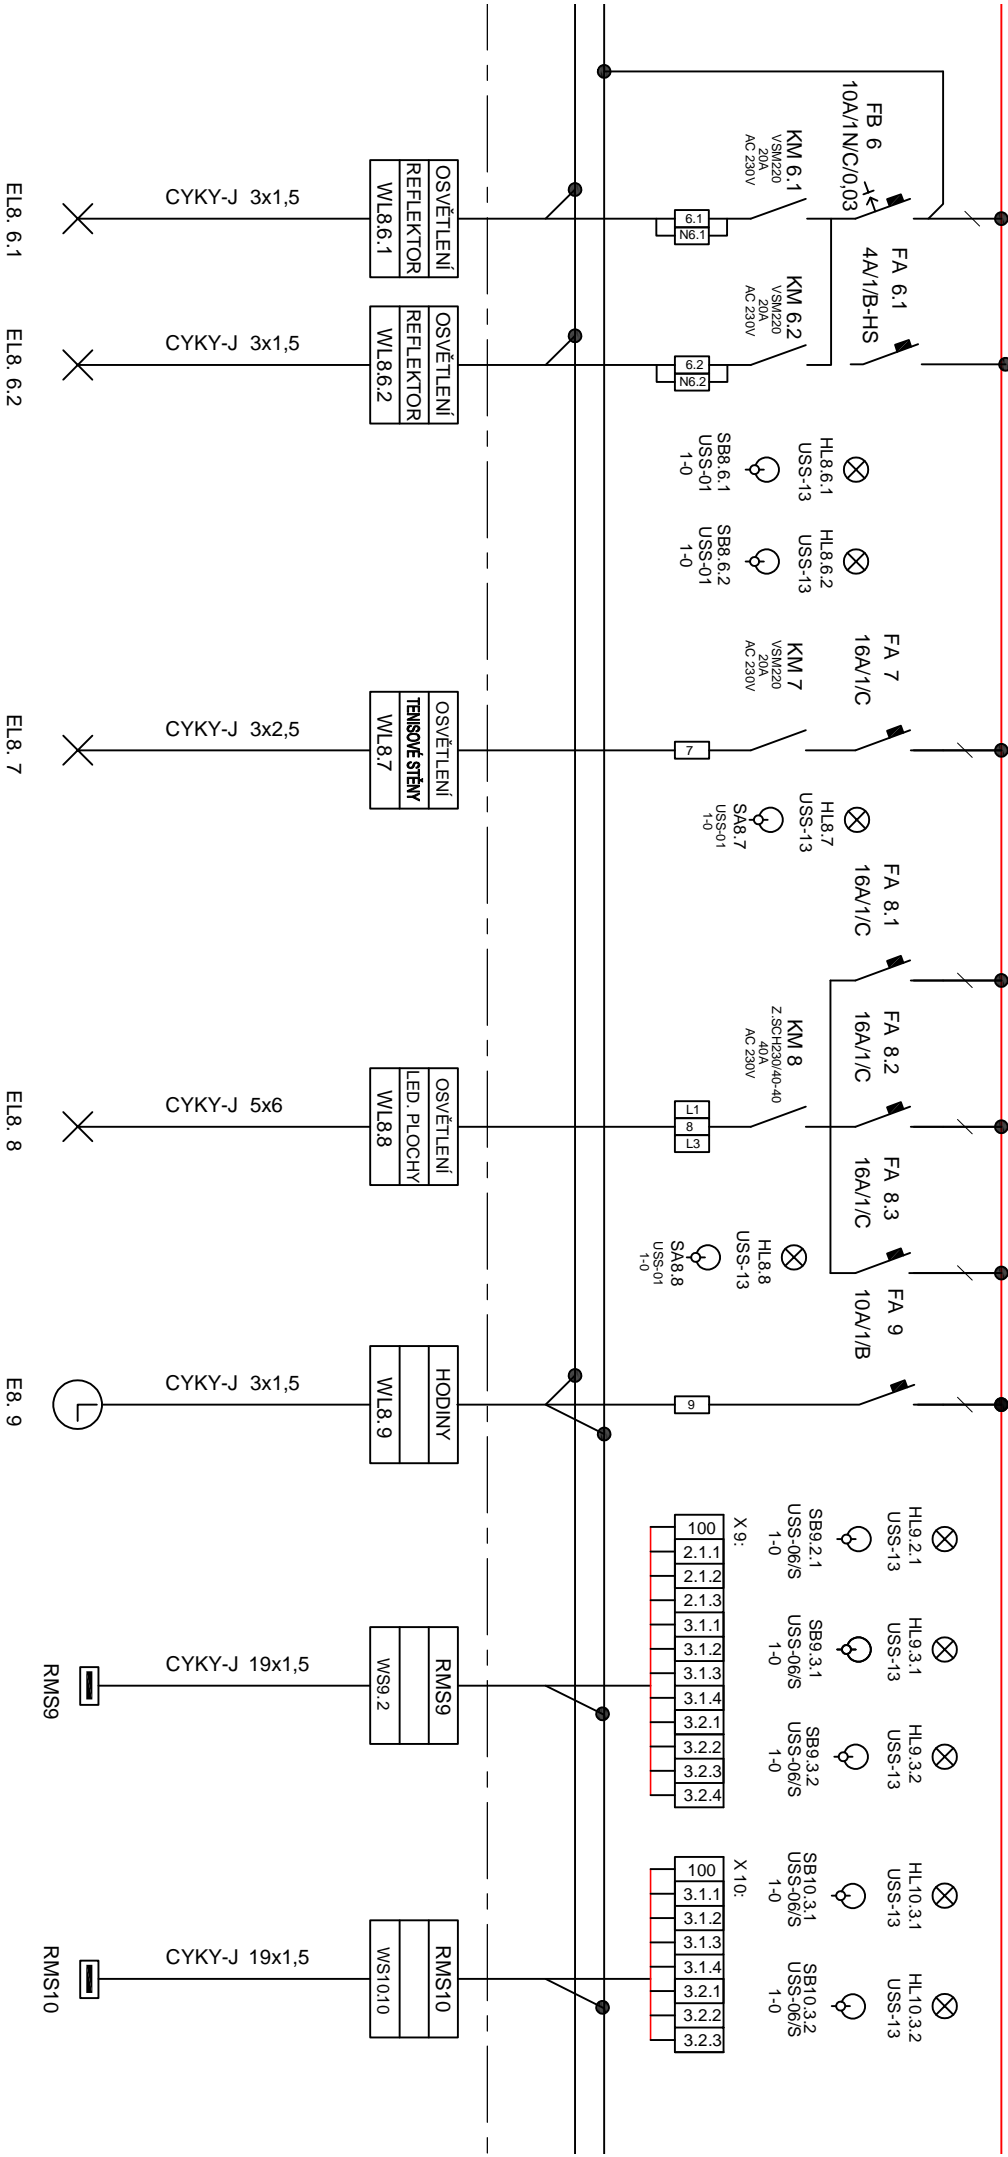 FB 6
10A/1N/C/0,03
KM 6.1
VSM220
20A
AC 230V
6.1
N6.1
OSVĚTLENÍ
REFLEKTOR
WL8.6.1
CYKY-J 3x1,5
EL8. 6.1
FA 6.1
4A/1/B-HS
KM 6.2
VSM220
20A
AC 230V
6.2
N6.2
OSVĚTLENÍ
REFLEKTOR
WL8.6.2
CYKY-J 3x1,5
EL8. 6.2
HL8.6.1
USS-13
SB8.6.1
USS-01
1-0
HL8.6.2
USS-13
SB8.6.2
USS-01
1-0
FA 7
16A/1/C
KM 7
VSM220
20A
AC 230V
7
OSVĚTLENÍ
TENISOVÉ STĚNY
WL8.7
CYKY-J 3x2,5
EL8. 7
HL8.7
USS-13
SA8.7
USS-01
1-0
FA 8.1
16A/1/C
FA 8.2
16A/1/C
FA 8.3
16A/1/C
KM 8
Z.SCH230/40-40
40A
AC 230V
L1
8
L3
OSVĚTLENÍ
LED. PLOCHY
WL8.8
CYKY-J 5x6
EL8. 8
HL8.8
USS-13
SA8.8
USS-01
1-0
FA 9
10A/1/B
9
HODINY
WL8.9
CYKY-J 3x1,5
E8. 9
HL9.2.1
USS-13
SB9.2.1
USS-06/S
1-0
HL9.3.1
USS-13
SB9.3.1
USS-06/S
1-0
HL9.3.2
USS-13
SB9.3.2
USS-06/S
1-0
X 9:
100
2.1.1
2.1.2
2.1.3
3.1.1
3.1.2
3.1.3
3.1.4
3.2.1
3.2.2
3.2.3
3.2.4
RMS9
WS9.2
CYKY-J 19x1,5
RMS9
HL10.3.1
USS-13
SB10.3.1
USS-06/S
1-0
HL10.3.2
USS-13
SB10.3.2
USS-06/S
1-0
X 10:
100
3.1.1
3.1.2
3.1.3
3.1.4
3.2.1
3.2.2
3.2.3
RMS10
WS10.10
CYKY-J 19x1,5
RMS10